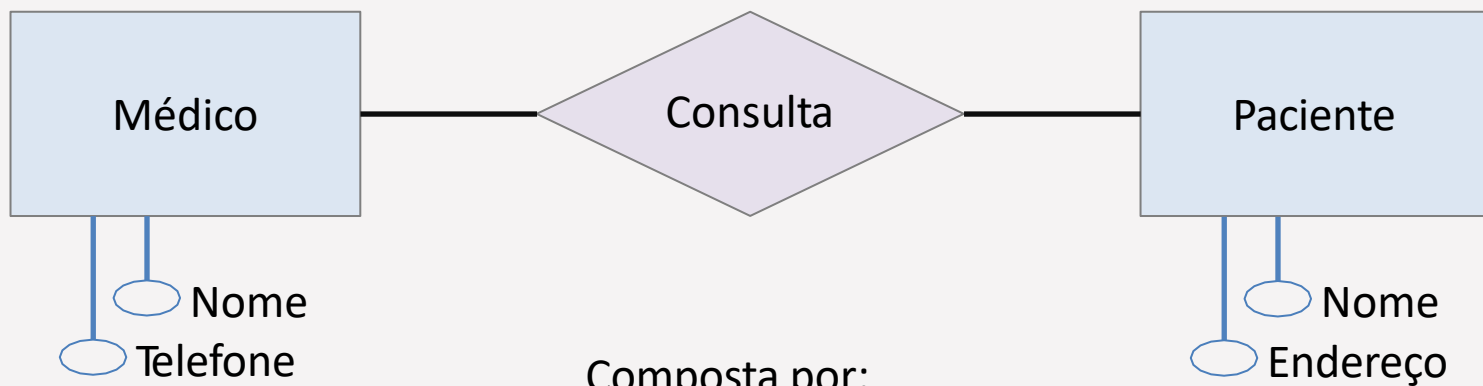 Médico
Consulta
Paciente
Nome
Telefone
Nome
Endereço
Composta por: